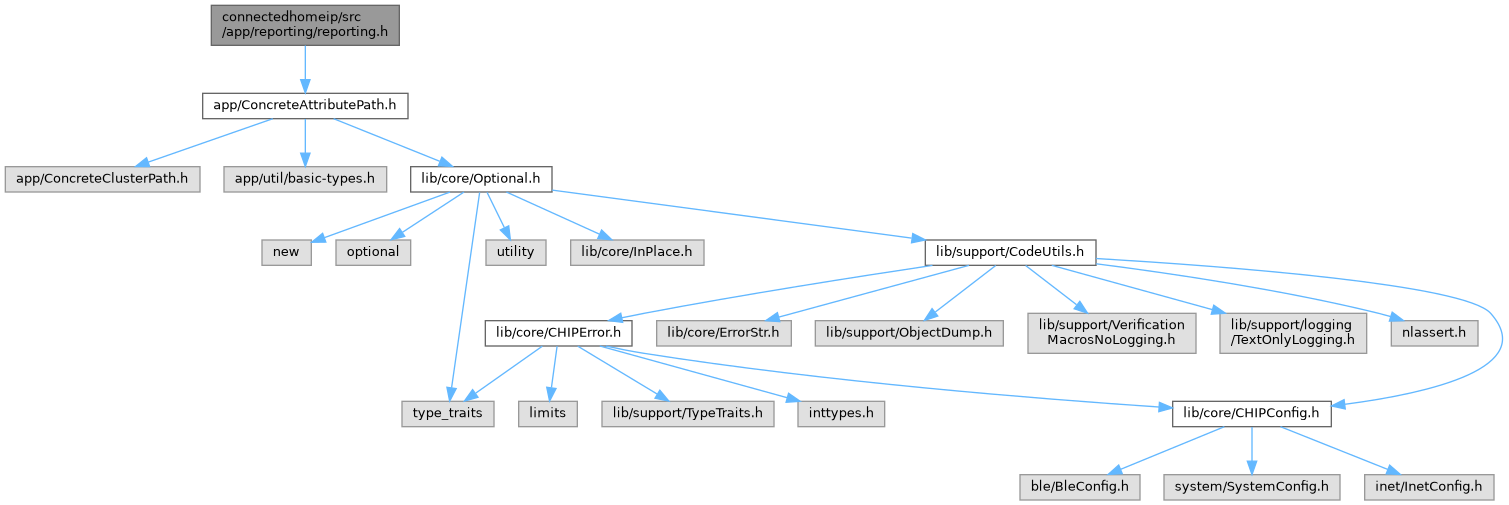 connectedhomeip/src
/app/reporting/reporting.h
app/ConcreteAttributePath.h
app/ConcreteClusterPath.h
app/util/basic-types.h
lib/core/Optional.h
new
optional
utility
lib/core/InPlace.h
lib/support/CodeUtils.h
lib/core/CHIPError.h
lib/core/ErrorStr.h
lib/support/ObjectDump.h
lib/support/Verification
MacrosNoLogging.h
lib/support/logging
/TextOnlyLogging.h
nlassert.h
type_traits
limits
lib/support/TypeTraits.h
inttypes.h
lib/core/CHIPConfig.h
ble/BleConfig.h
system/SystemConfig.h
inet/InetConfig.h